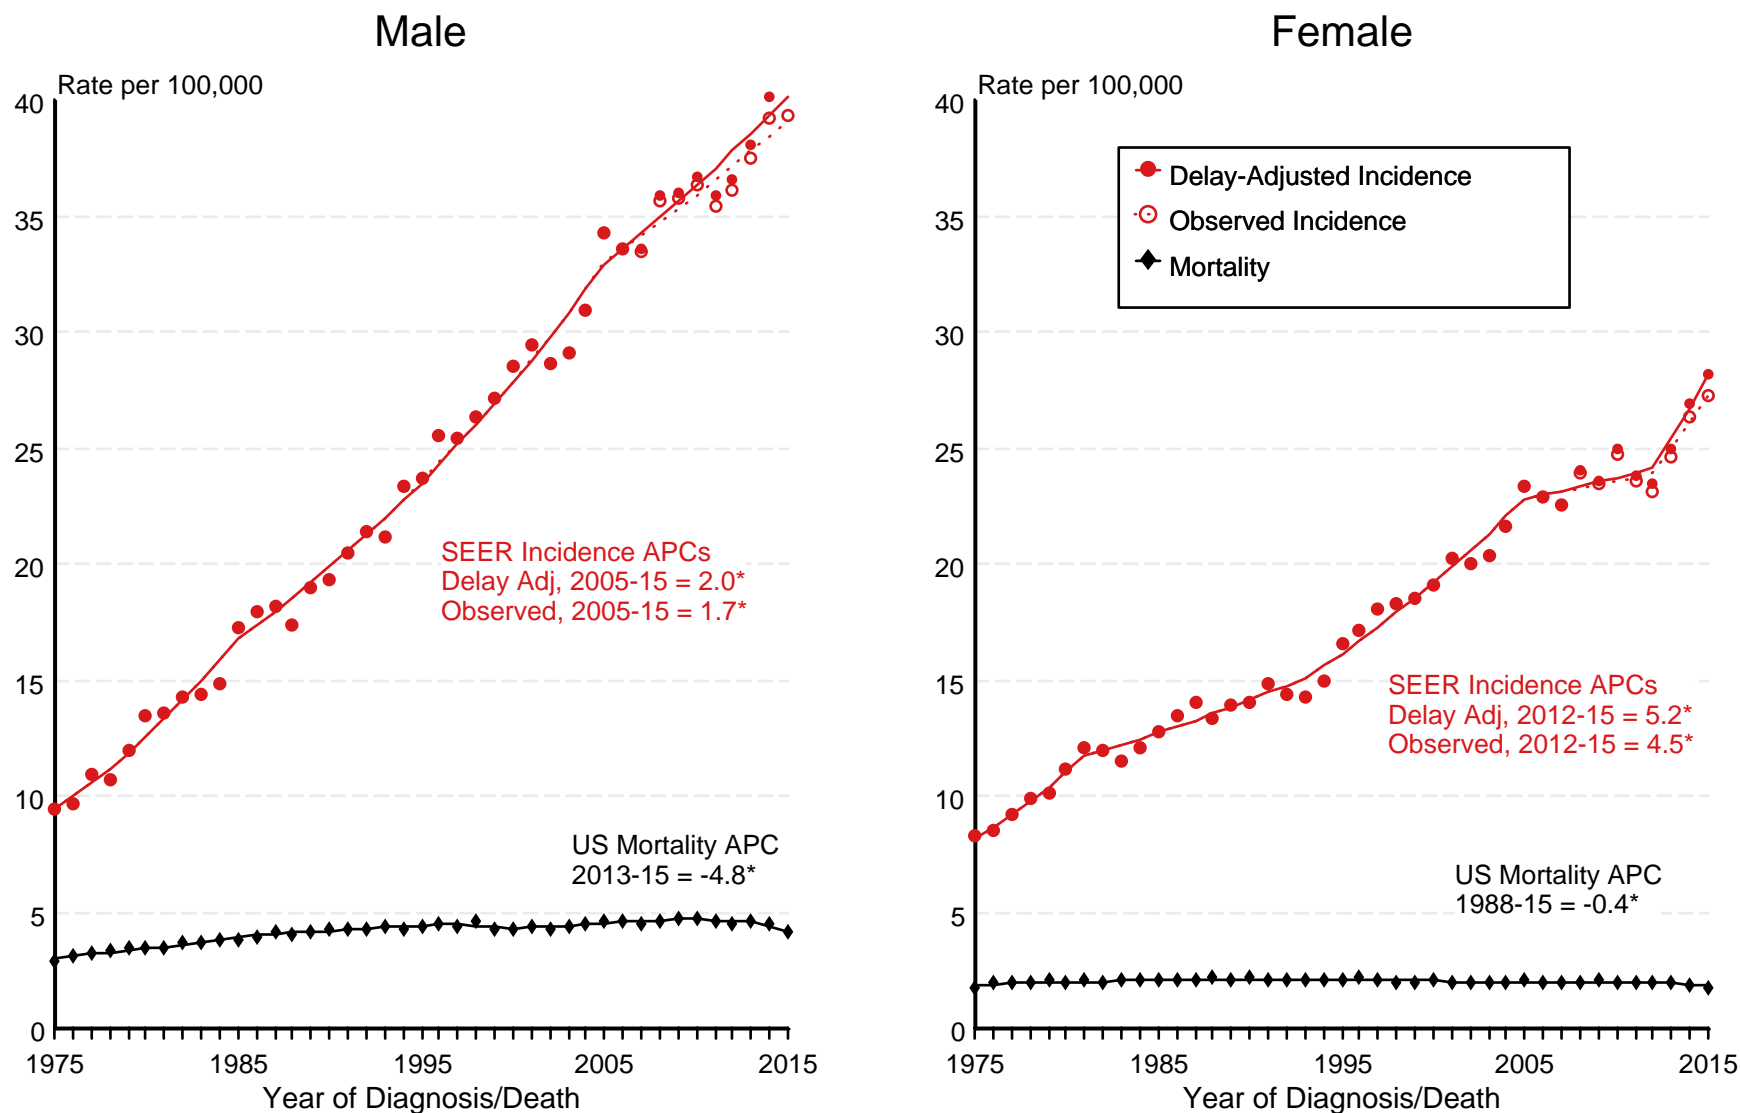 Male
Rate per 100,000
40
35
30
25
20
15
10
5
0
SEER Incidence APCs
Delay Adj, 2005-15 = 2.0*
Observed, 2005-15 = 1.7*
US Mortality APC
2013-15 = -4.8*
1975
1985
1995
2005
2015
Year of Diagnosis/Death
Female
Rate per 100,000
40
35
30
25
20
15
10
5
0
Delay-Adjusted Incidence
Observed Incidence
Mortality
SEER Incidence APCs
Delay Adj, 2012-15 = 5.2*
Observed, 2012-15 = 4.5*
US Mortality APC
1988-15 = -0.4*
1975
1985
1995
2005
2015
Year of Diagnosis/Death